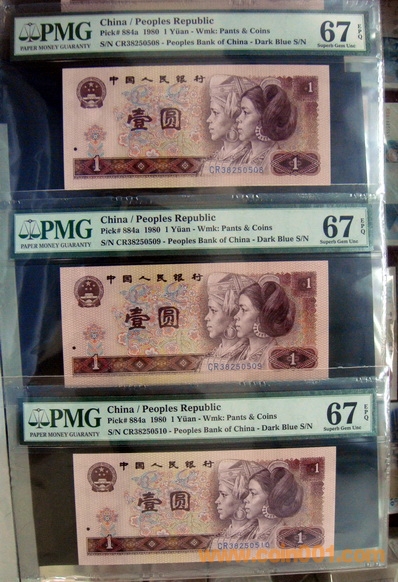 PMG
PAPER MONEY GUARANTY
China / Peoples Republic
Pick# 884a 1980 1 Yüan - Wmk: Pants & Coins
S/N CR38250508 - Peoples Bank of China - Dark Blue S/N
67 EPQ
Superb Gem Unc
中国人民银行
壹圆
1
1
1
CR38250508
PMG
PAPER MONEY GUARANTY
China / Peoples Republic
Pick# 884a 1980 1 Yüan - Wmk: Pants & Coins
S/N CR38250509 - Peoples Bank of China - Dark Blue S/N
67 EPQ
Superb Gem Unc
中国人民银行
壹圆
1
1
1
CR38250509
PMG
PAPER MONEY GUARANTY
China / Peoples Republic
Pick# 884a 1980 1 Yüan - Wmk: Pants & Coins
S/N CR38250510 - Peoples Bank of China - Dark Blue S/N
67 EPQ
Superb Gem Unc
中国人民银行
壹圆
1
1
1
CR38250510
www.coin001.com